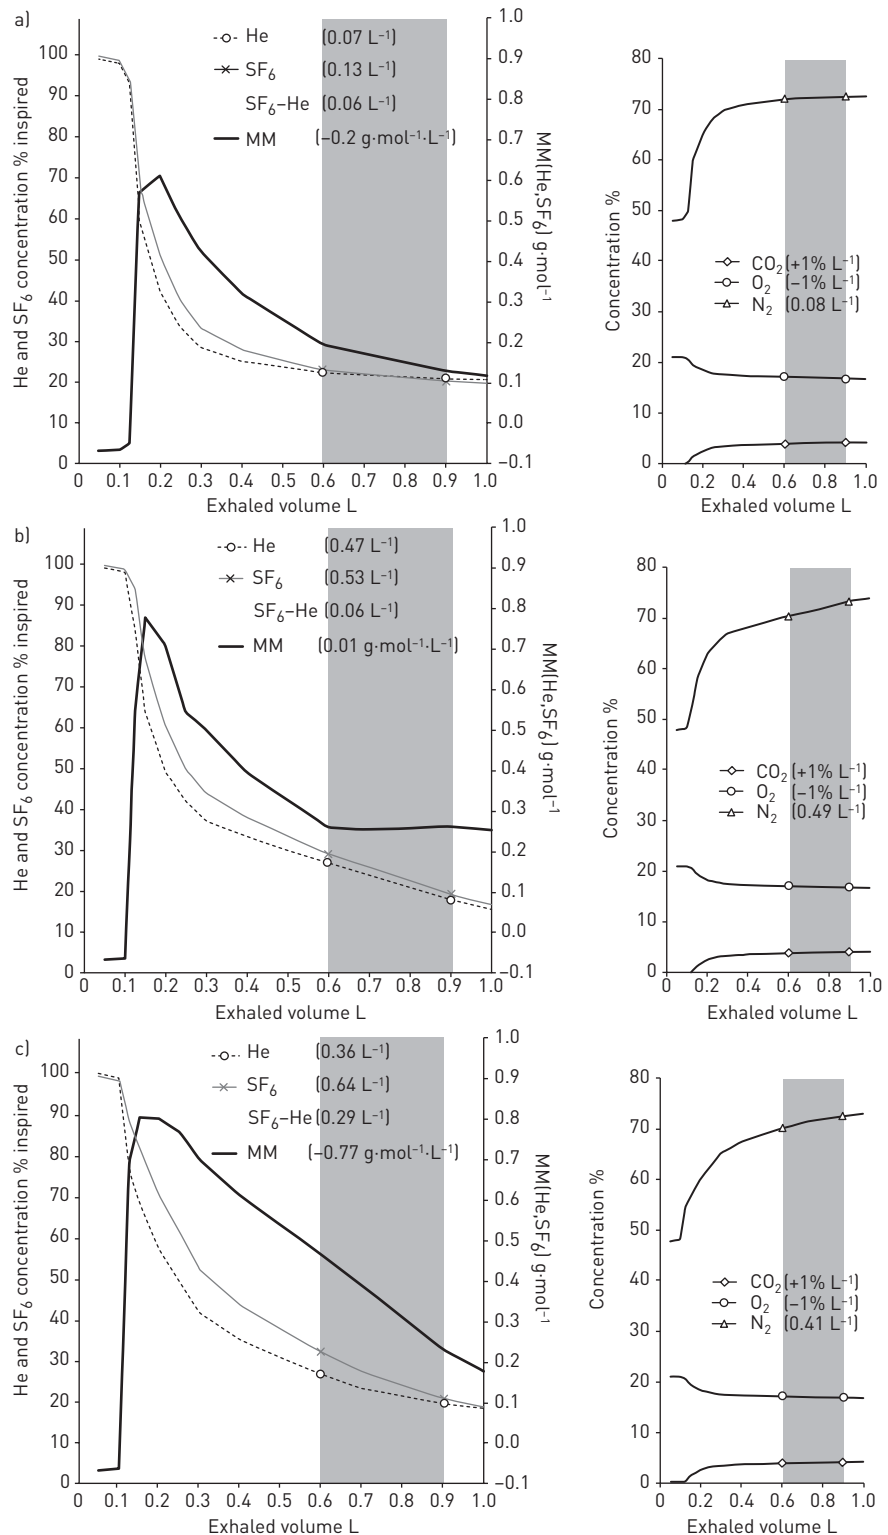 a)
He (0.07 L⁻¹)
SF₆ (0.13 L⁻¹)
SF₆–He (0.06 L⁻¹)
MM (−0.2 g·mol⁻¹·L⁻¹)
He and SF₆ concentration % inspired
100
90
80
70
60
50
40
30
20
10
0
1.0
0.9
0.8
0.7
0.6
0.5
0.4
0.3
0.2
0.1
0.0
−0.1
MM(He,SF₆) g·mol⁻¹
0 0.1 0.2 0.3 0.4 0.5 0.6 0.7 0.8 0.9 1.0
Exhaled volume L
Concentration %
80
70
60
50
40
30
20
10
0
CO₂ (+1% L⁻¹)
O₂ (−1% L⁻¹)
N₂ (0.08 L⁻¹)
0 0.2 0.4 0.6 0.8 1.0
Exhaled volume L
b)
He (0.47 L⁻¹)
SF₆ (0.53 L⁻¹)
SF₆–He (0.06 L⁻¹)
MM (0.01 g·mol⁻¹·L⁻¹)
He and SF₆ concentration % inspired
100
90
80
70
60
50
40
30
20
10
0
1.0
0.9
0.8
0.7
0.6
0.5
0.4
0.3
0.2
0.1
0.0
−0.1
MM(He,SF₆) g·mol⁻¹
0 0.1 0.2 0.3 0.4 0.5 0.6 0.7 0.8 0.9 1.0
Exhaled volume L
Concentration %
80
70
60
50
40
30
20
10
0
CO₂ (+1% L⁻¹)
O₂ (−1% L⁻¹)
N₂ (0.49 L⁻¹)
0 0.2 0.4 0.6 0.8 1.0
Exhaled volume L
c)
He (0.36 L⁻¹)
SF₆ (0.64 L⁻¹)
SF₆–He (0.29 L⁻¹)
MM (−0.77 g·mol⁻¹·L⁻¹)
He and SF₆ concentration % inspired
100
90
80
70
60
50
40
30
20
10
0
1.0
0.9
0.8
0.7
0.6
0.5
0.4
0.3
0.2
0.1
0.0
−0.1
MM(He,SF₆) g·mol⁻¹
0 0.1 0.2 0.3 0.4 0.5 0.6 0.7 0.8 0.9 1.0
Exhaled volume L
Concentration %
80
70
60
50
40
30
20
10
0
CO₂ (+1% L⁻¹)
O₂ (−1% L⁻¹)
N₂ (0.41 L⁻¹)
0 0.2 0.4 0.6 0.8 1.0
Exhaled volume L